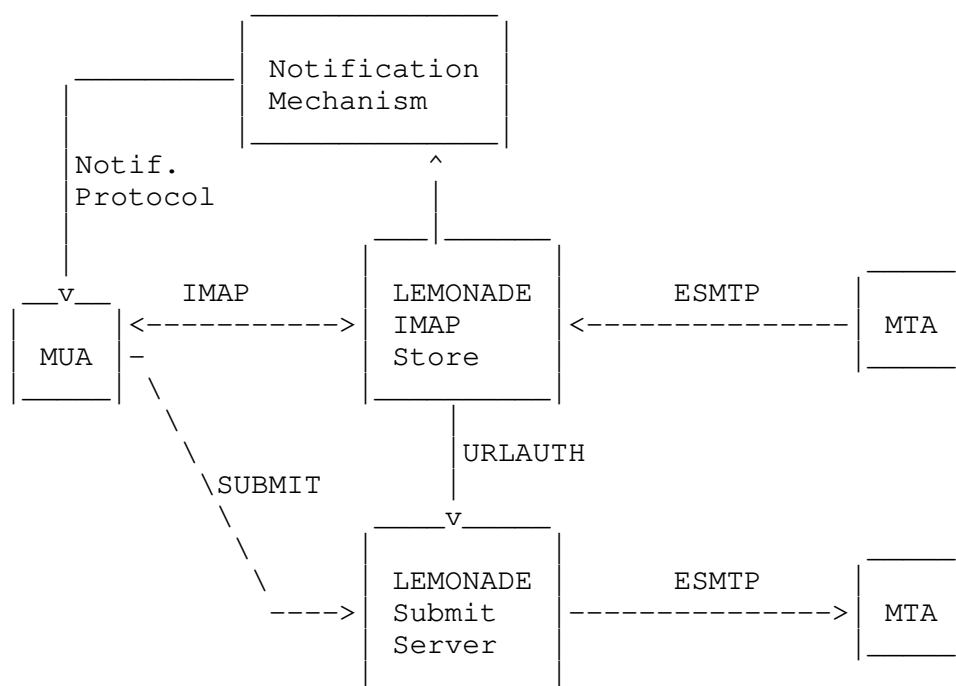 Notification
Mechanism
Notif.
Protocol
IMAP
ESMTP
LEMONADE
IMAP
Store
MUA
MTA
URLAUTH
SUBMIT
LEMONADE
Submit
Server
ESMTP
MTA